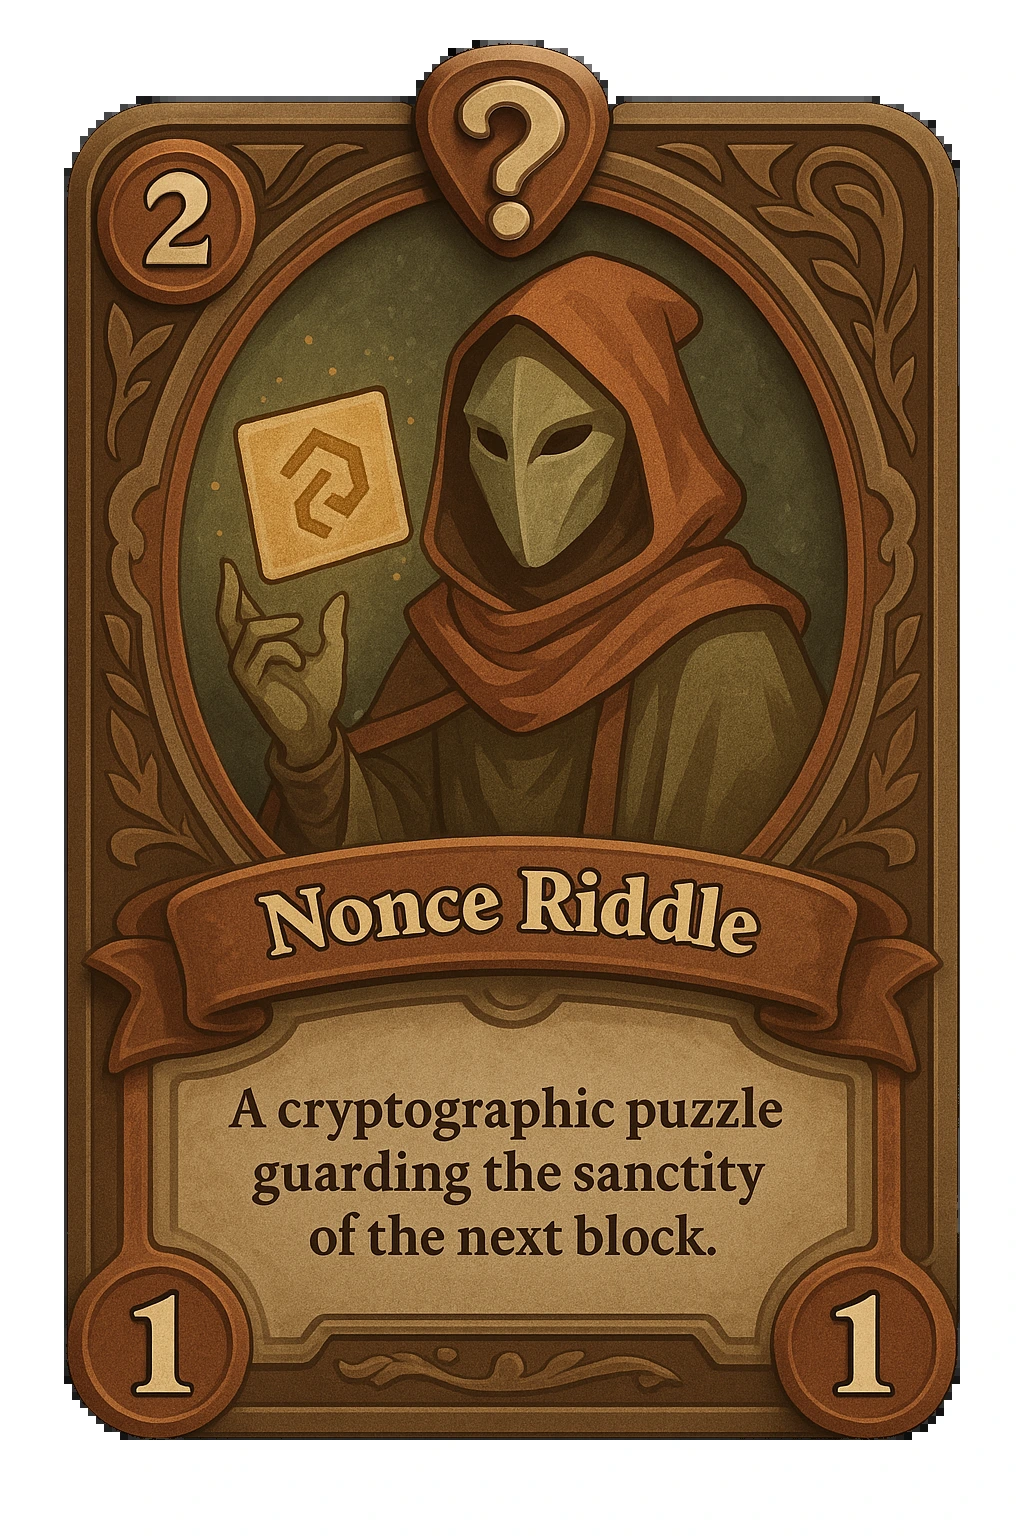 ?
2
Nonce Riddle
A cryptographic puzzle
guarding the sanctity
of the next block.
1
1